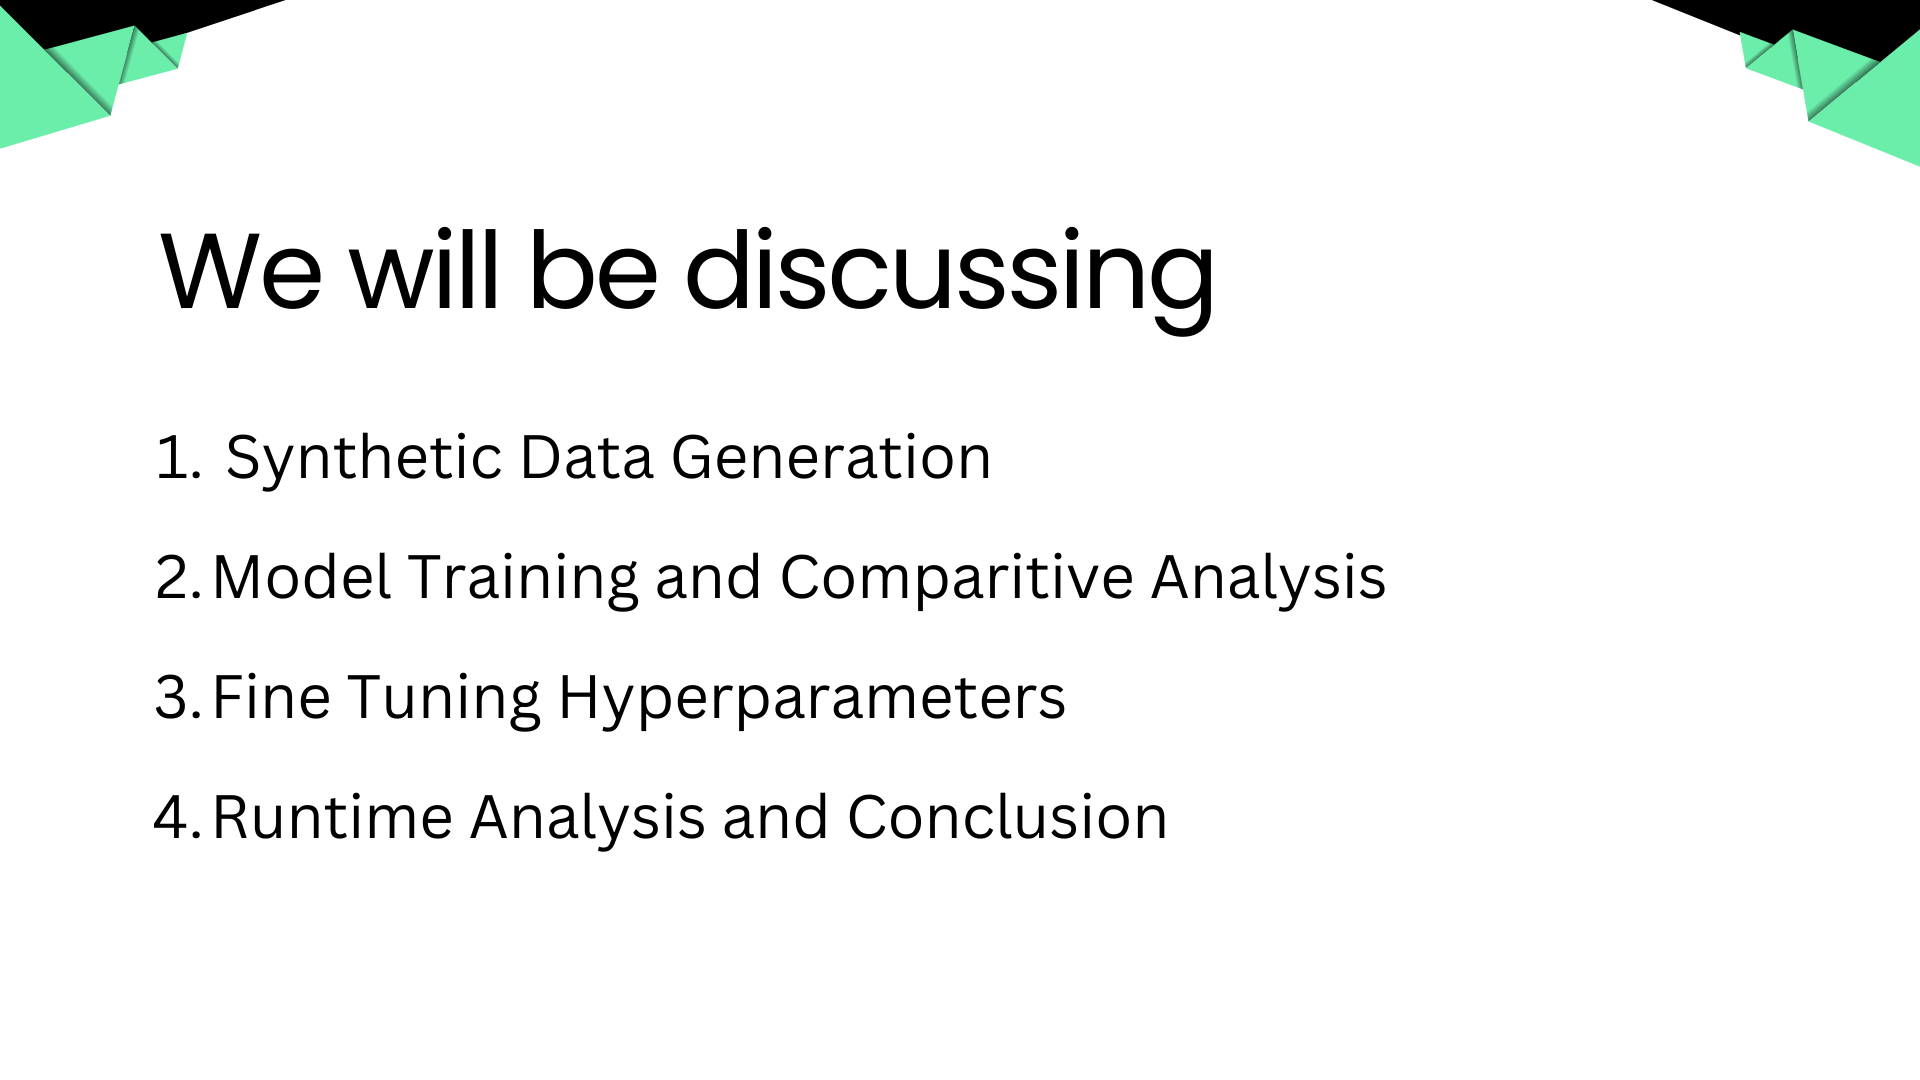 We will be discussing
1. Synthetic Data Generation
2. Model Training and Comparitive Analysis
3. Fine Tuning Hyperparameters
4. Runtime Analysis and Conclusion